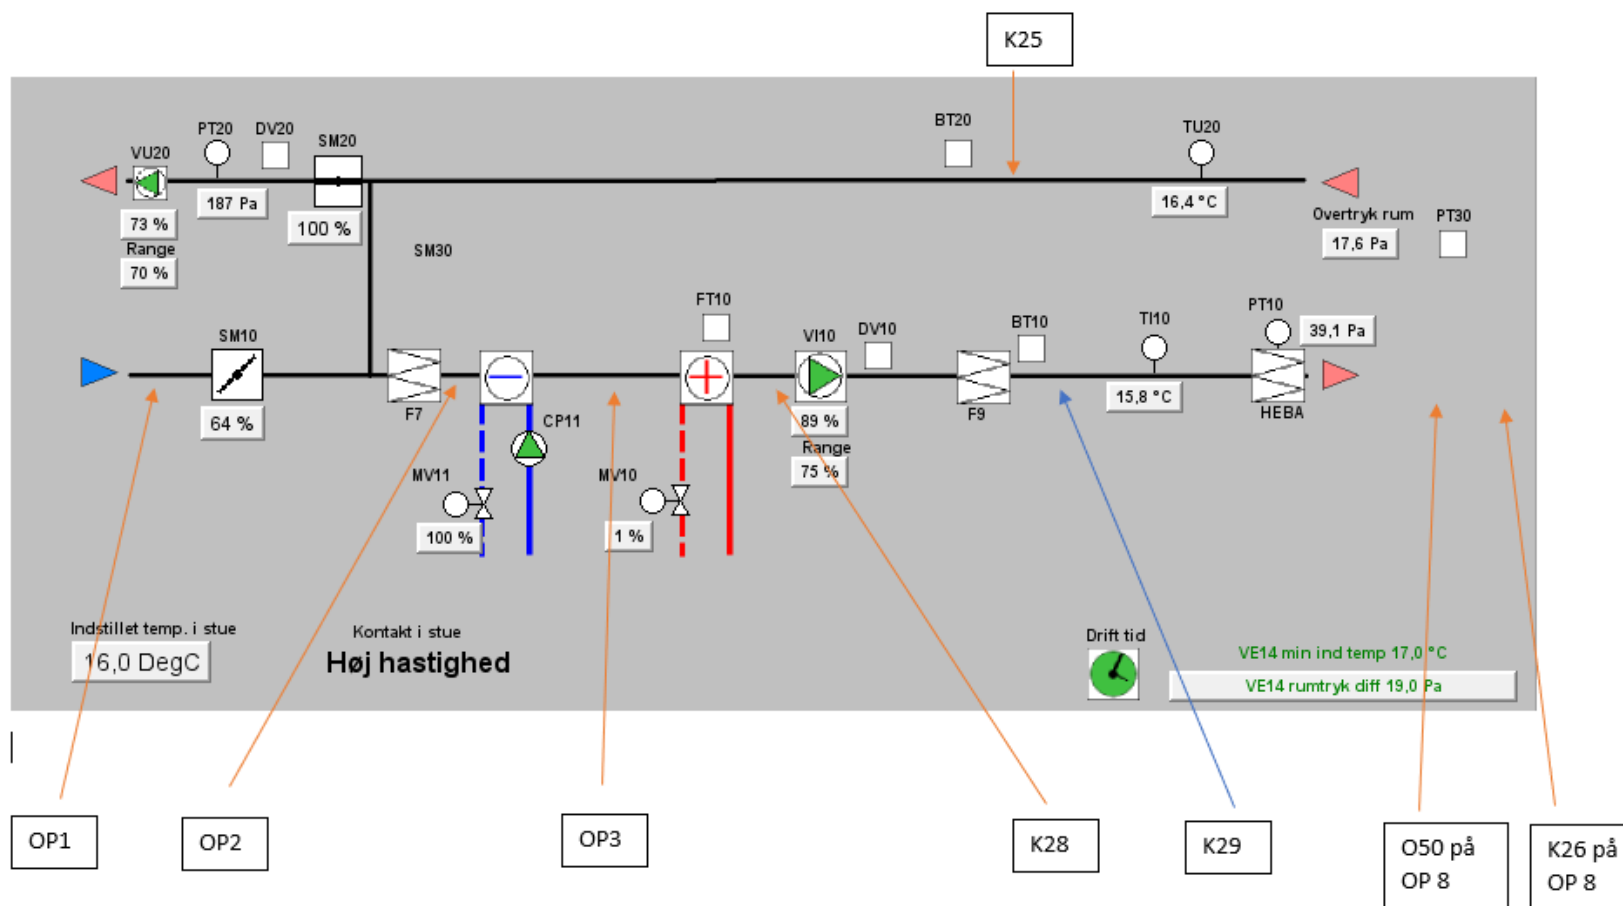 K25
PT20
DV20
SM20
BT20
TU20
VU20
187 Pa
16,4 °C
73 %
100 %
Range
70 %
Overtryk rum
PT30
17,6 Pa
SM30
FT10
PT10
SM10
VI10
DV10
BT10
TI10
39,1 Pa
64 %
F7
CP11
89 %
Range
75 %
F9
15,8 °C
HEBA
MV11
100 %
MV10
1 %
Indstillet temp. i stue
16,0 DegC
Kontakt i stue
Høj hastighed
Drift tid
VE14 min ind temp 17,0 °C
VE14 rumtryk diff 19,0 Pa
OP1
OP2
OP3
K28
K29
O50 på
OP 8
K26 på
OP 8